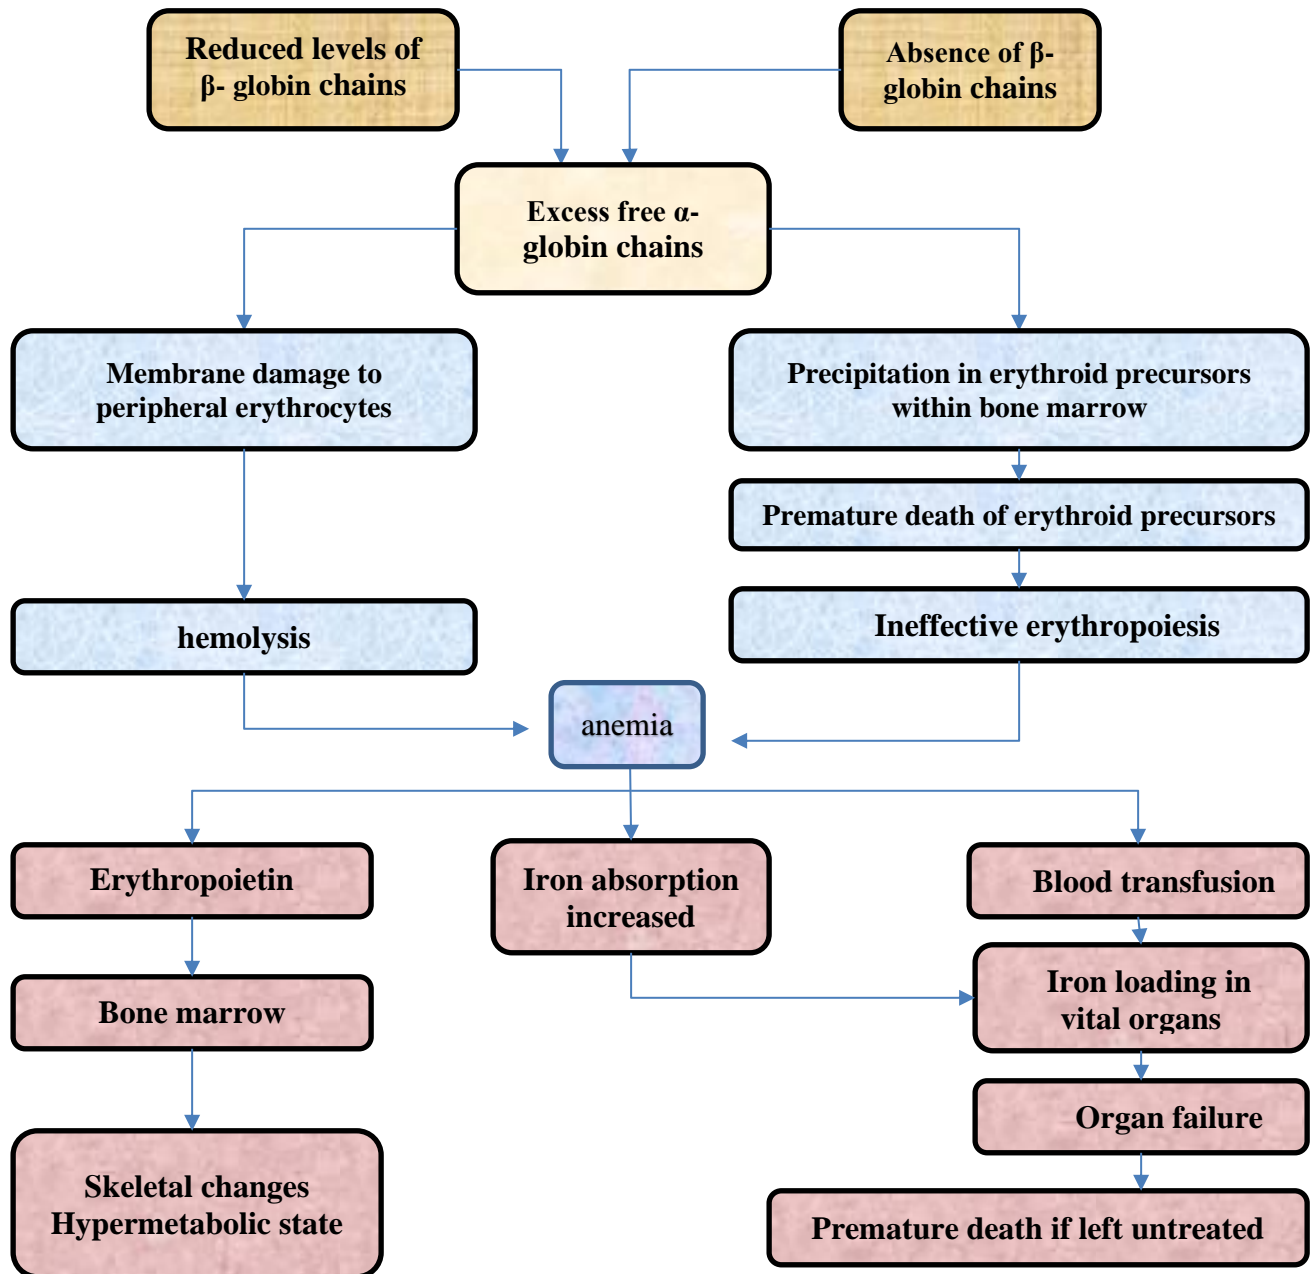 Reduced levels of
β- globin chains
Absence of β-
globin chains
Excess free α-
globin chains
Membrane damage to
peripheral erythrocytes
Precipitation in erythroid precursors
within bone marrow
Premature death of erythroid precursors
hemolysis
Ineffective erythropoiesis
anemia
Erythropoietin
Iron absorption
increased
Blood transfusion
Bone marrow
Iron loading in
vital organs
Organ failure
Skeletal changes
Hypermetabolic state
Premature death if left untreated